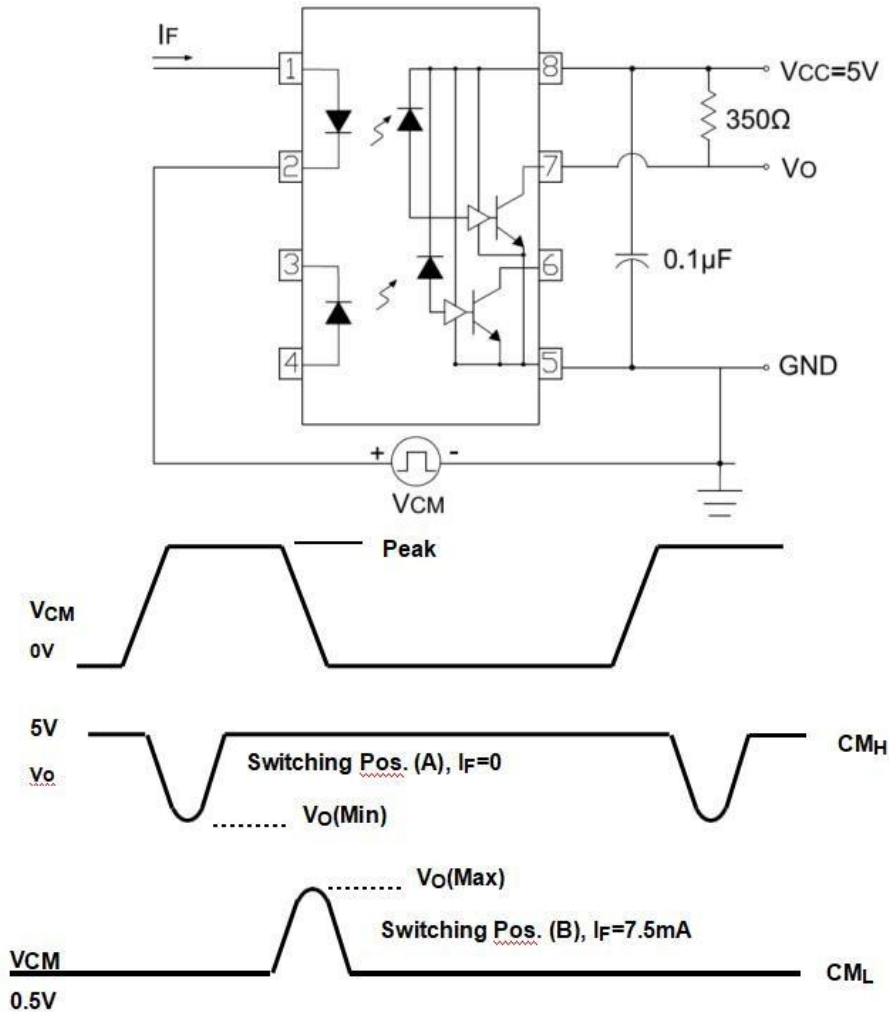 IF
1
8
VCC=5V
350Ω
2
7
VO
3
6
0.1µF
4
5
GND
+
-
VCM
Peak
VCM
0V
5V
CMH
Vo
Switching Pos. (A), IF=0
VO(Min)
VO(Max)
Switching Pos. (B), IF=7.5mA
VCM
CML
0.5V